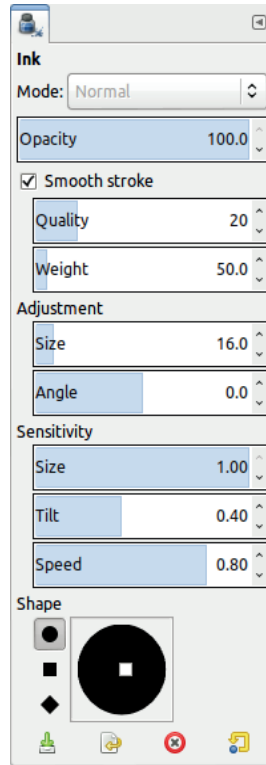 Ink
Mode: Normal
Opacity 100.0
Smooth stroke
Quality 20
Weight 50.0
Adjustment
Size 16.0
Angle 0.0
Sensitivity
Size 1.00
Tilt 0.40
Speed 0.80
Shape